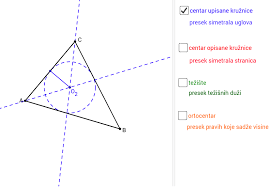 C
A
B
centar upisane kružnice
presek simetrala uglova
centar opisane kružnice
presek simetrala stranica
težište
presek težišnih duži
ortocentar
presek pravih koje sadže visine